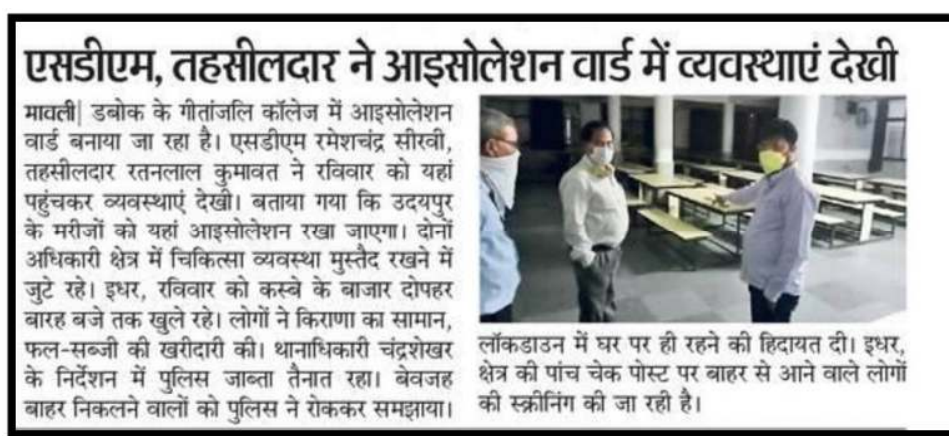 एसडीएम, तहसीलदार ने आइसोलेशन वार्ड में व्यवस्थाएं देखी
मावली| डबोक के गीतांजलि कॉलेज में आइसोलेशन
वार्ड बनाया जा रहा है। एसडीएम रमेशचंद्र सीरवी,
तहसीलदार रतनलाल कुमावत ने रविवार को यहां
पहुंचकर व्यवस्थाएं देखी। बताया गया कि उदयपुर
के मरीजों को यहां आइसोलेशन रखा जाएगा। दोनों
अधिकारी क्षेत्र में चिकित्सा व्यवस्था मुस्तैद रखने में
जुटे रहे। इधर, रविवार को कस्बे के बाजार दोपहर
बारह बजे तक खुले रहे। लोगों ने किराणा का सामान,
फल-सब्जी की खरीदारी की। थानाधिकारी चंद्रशेखर
के निर्देशन में पुलिस जाब्ता तैनात रहा। बेवजह
बाहर निकलने वालों को पुलिस ने रोककर समझाया।
लॉकडाउन में घर पर ही रहने की हिदायत दी। इधर,
क्षेत्र की पांच चेक पोस्ट पर बाहर से आने वाले लोगों
की स्क्रीनिंग की जा रही है।